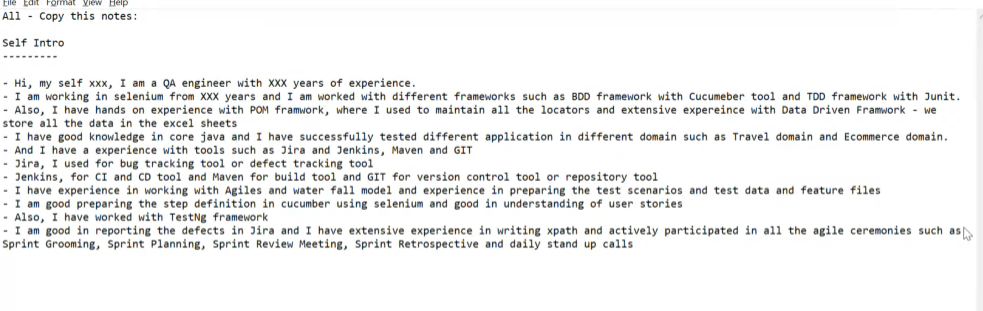 File Edit Format View Help
All - Copy this notes:
Self Intro
---------
- Hi, my self xxx, I am a QA engineer with XXX years of experience.
- I am working in selenium from XXX years and I am worked with different frameworks such as BDD framework with Cucumeber tool and TDD framework with Junit.
- Also, I have hands on experience with POM framwork, where I used to maintain all the locators and extensive expereince with Data Driven Framwork - we
store all the data in the excel sheets
- I have good knowledge in core java and I have successfully tested different application in different domain such as Travel domain and Ecommerce domain.
- And I have a experience with tools such as Jira and Jenkins, Maven and GIT
- Jira, I used for bug tracking tool or defect tracking tool
- Jenkins, for CI and CD tool and Maven for build tool and GIT for version control tool or repository tool
- I have experience in working with Agiles and water fall model and experience in preparing the test scenarios and test data and feature files
- I am good preparing the step definition in cucumber using selenium and good in understanding of user stories
- Also, I have worked with TestNg framework
- I am good in reporting the defects in Jira and I have extensive experience in writing xpath and actively participated in all the agile ceremonies such as
Sprint Grooming, Sprint Planning, Sprint Review Meeting, Sprint Retrospective and daily stand up calls